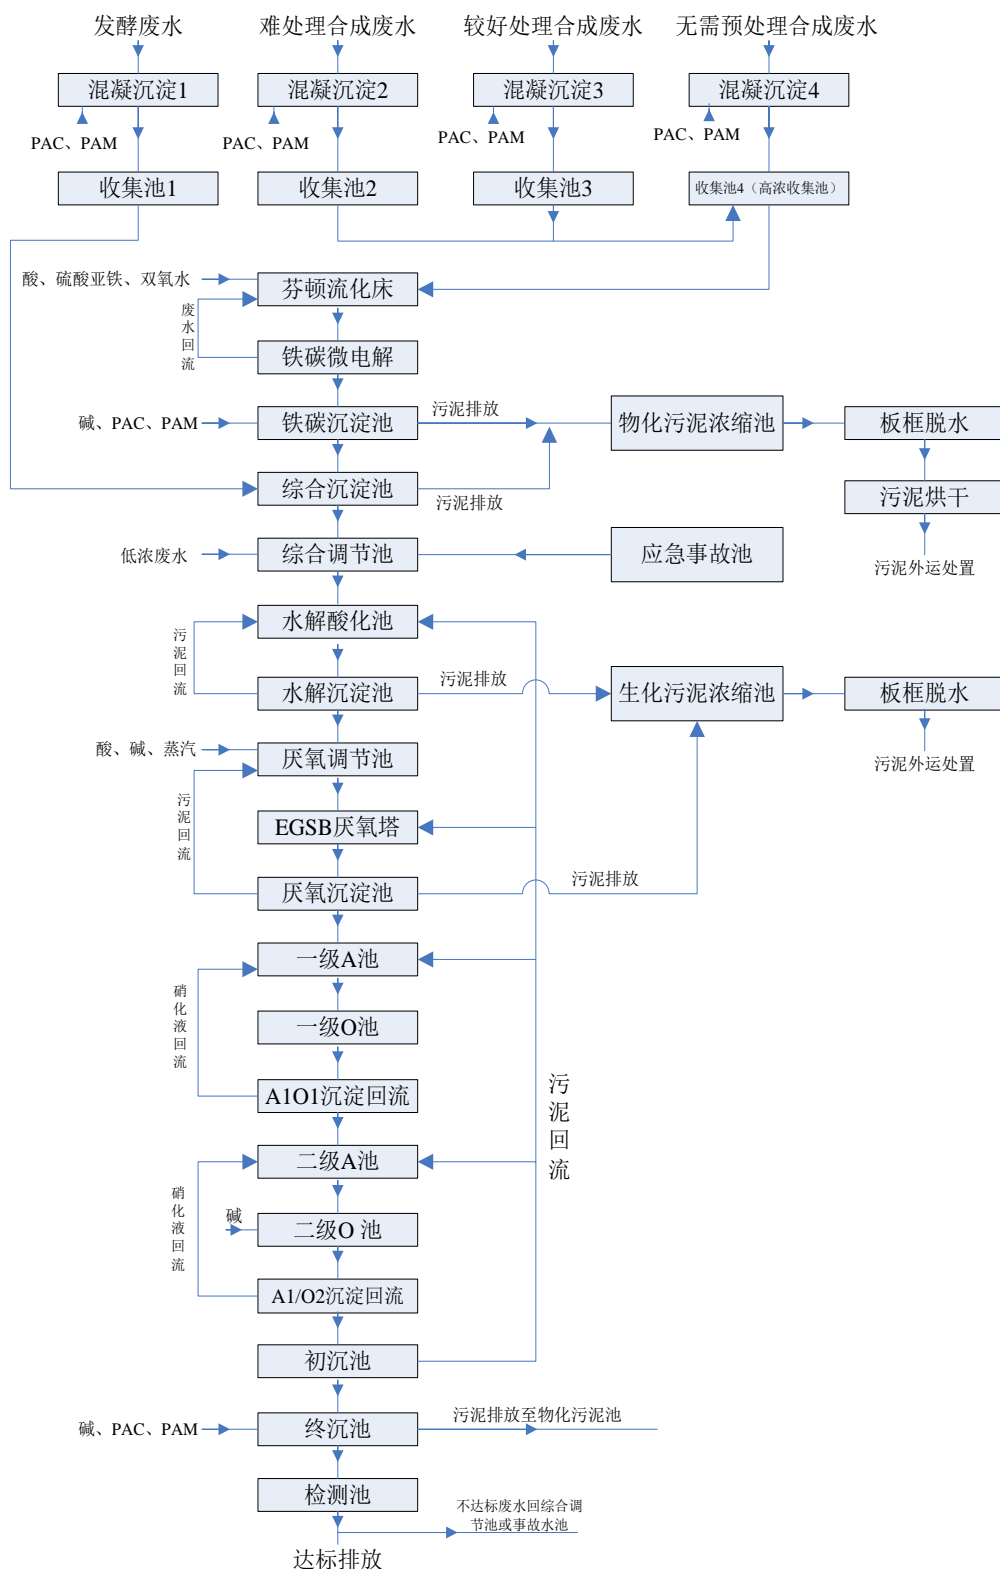 发酵废水
难处理合成废水
较好处理合成废水
无需预处理合成废水
混凝沉淀1
混凝沉淀2
混凝沉淀3
混凝沉淀4
PAC、PAM
PAC、PAM
PAC、PAM
PAC、PAM
收集池1
收集池2
收集池3
收集池4（高浓收集池）
酸、硫酸亚铁、双氧水
芬顿流化床
废水回流
铁碳微电解
碱、PAC、PAM
铁碳沉淀池
污泥排放
物化污泥浓缩池
板框脱水
综合沉淀池
污泥排放
污泥烘干
低浓废水
综合调节池
应急事故池
污泥外运处置
水解酸化池
污泥回流
水解沉淀池
污泥排放
生化污泥浓缩池
板框脱水
酸、碱、蒸汽
厌氧调节池
污泥外运处置
污泥回流
EGSB厌氧塔
厌氧沉淀池
污泥排放
一级A池
硝化液回流
一级O池
A1O1沉淀回流
污泥回流
二级A池
硝化液回流
碱
二级O 池
A1/O2沉淀回流
初沉池
碱、PAC、PAM
终沉池
污泥排放至物化污泥池
检测池
不达标废水回综合调
节池或事故水池
达标排放